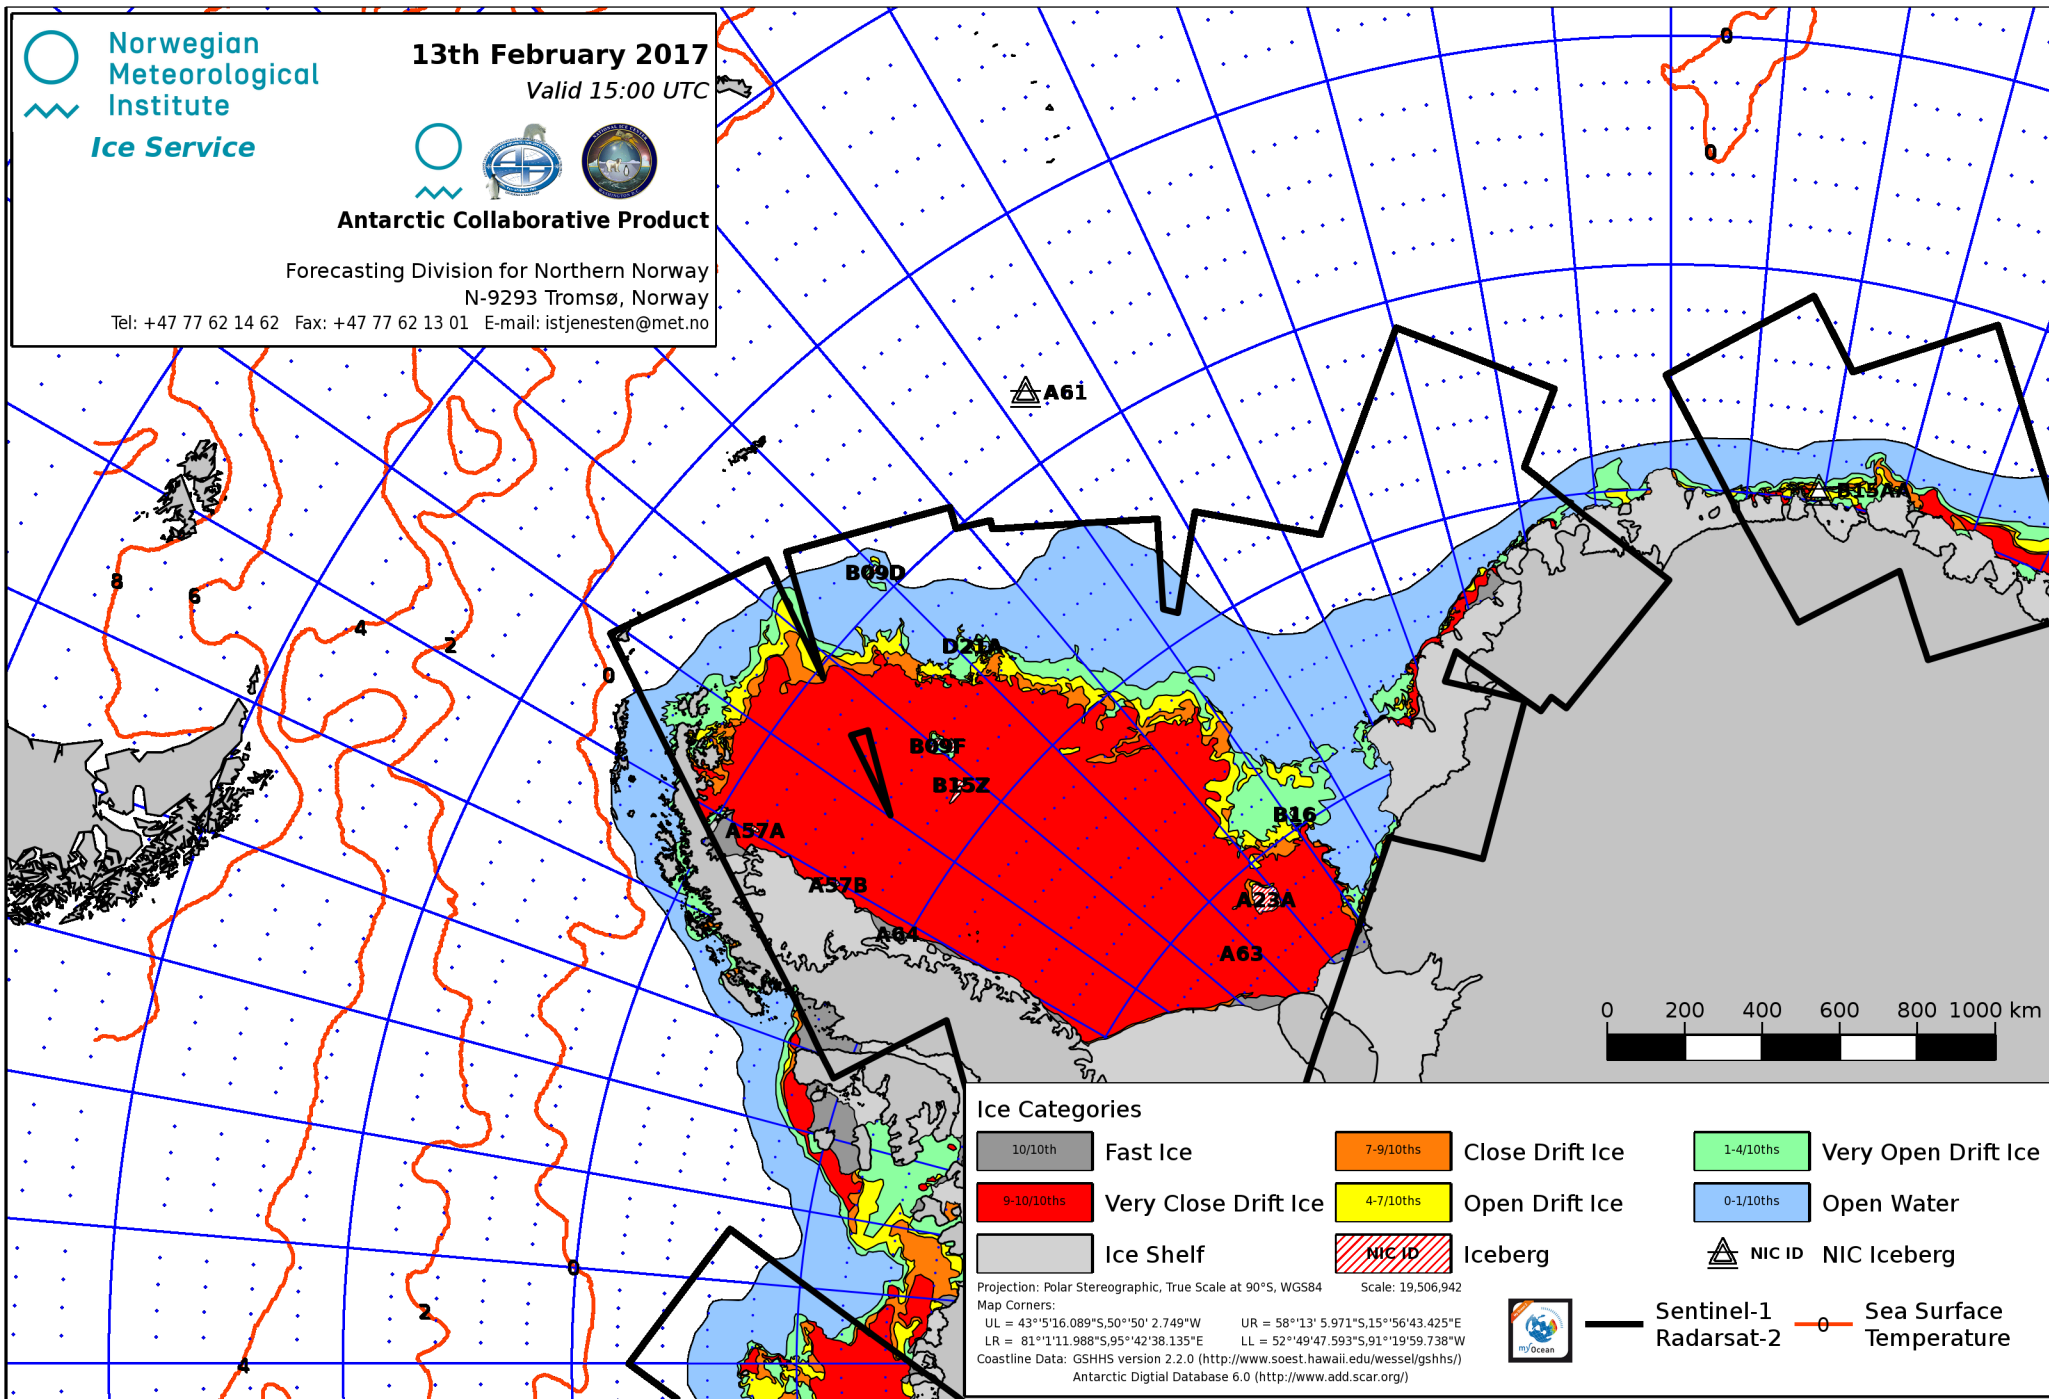 Norwegian
Meteorological
Institute
Ice Service
13th February 2017
Valid 15:00 UTC
Antarctic Collaborative Product
Forecasting Division for Northern Norway
N-9293 Tromsø, Norway
Tel: +47 77 62 14 62 Fax: +47 77 62 13 01 E-mail: istjenesten@met.no
0
0
A61
B15AA
B09D
8
6
4
2
0
D21A
B09F
B15Z
A57A
B16
A57B
A23A
A64
A63
0
2
4
0 200 400 600 800 1000 km
Ice Categories
10/10th Fast Ice
7-9/10ths Close Drift Ice
1-4/10ths Very Open Drift Ice
9-10/10ths Very Close Drift Ice
4-7/10ths Open Drift Ice
0-1/10ths Open Water
Ice Shelf
NIC ID Iceberg
NIC ID NIC Iceberg
Projection: Polar Stereographic, True Scale at 90°S, WGS84 Scale: 19,506,942
Map Corners:
UL = 43°'5'16.089"S,50°'50' 2.749"W UR = 58°'13' 5.971"S,15°'56'43.425"E
LR = 81°'1'11.988"S,95°'42'38.135"E LL = 52°'49'47.593"S,91°'19'59.738"W
Coastline Data: GSHHS version 2.2.0 (http://www.soest.hawaii.edu/wessel/gshhs/)
Antarctic Digtial Database 6.0 (http://www.add.scar.org/)
myOcean
Sentinel-1
Radarsat-2
0
Sea Surface
Temperature